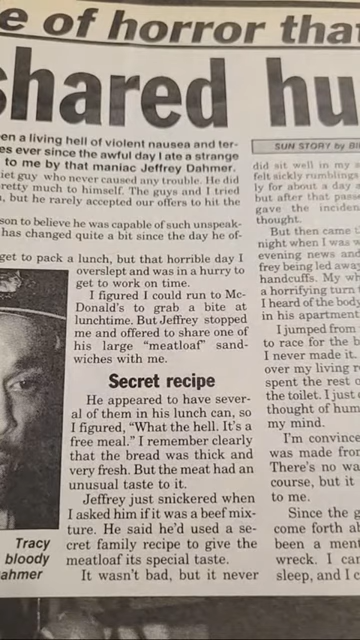 e of horror that
shared hu
een a living hell of violent nausea and ter-
es ever since the awful day I ate a strange
to me by that maniac Jeffrey Dahmer.
iet guy who never caused any trouble. He did
retty much to himself. The guys and I tried
, but he rarely accepted our offers to hit the
son to believe he was capable of such unspeak-
has changed quite a bit since the day he of-
get to pack a lunch, but that horrible day I
overslept and was in a hurry to
get to work on time.
I figured I could run to Mc-
Donald's to grab a bite at
lunchtime. But Jeffrey stopped
me and offered to share one of
his large “meatloaf” sand-
wiches with me.
Secret recipe
He appeared to have sever-
al of them in his lunch can, so
I figured, “What the hell. It's a
free meal.” I remember clearly
that the bread was thick and
very fresh. But the meat had an
unusual taste to it.
Jeffrey just snickered when
I asked him if it was a beef mix-
ture. He said he'd used a se-
cret family recipe to give the
meatloaf its special taste.
It wasn't bad, but it never
Tracy
bloody
ahmer
SUN STORY by
did sit well in my
felt sickly rumblings
ly for about a day
but after that passe
gave the inciden
thought.
But then came
night when I was
evening news and
frey being led away
handcuffs. My
a horrifying turn
I heard of the bod
in his apartment
I jumped from
to race for the b
I never made it.
over my living r
spent the rest
the toilet. I just
thought of hum
my mind.
I'm convince
was made from
There's no wa
course, but it
to me.
Since the g
come forth ab
been a ment
wreck. I can
sleep, and I c